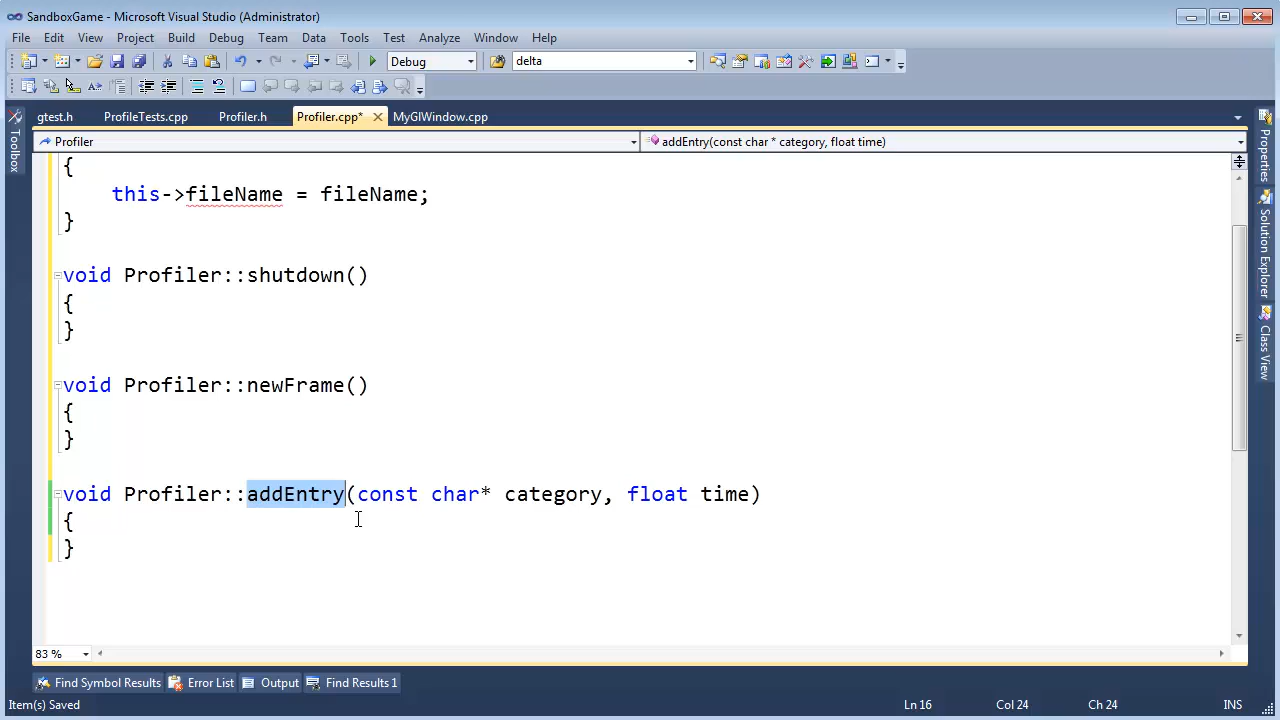 SandboxGame - Microsoft Visual Studio (Administrator)
File Edit View Project Build Debug Team Data Tools Test Analyze Window Help
Debug delta
gtest.h ProfileTests.cpp Profiler.h Profiler.cpp* MyGlWindow.cpp
Profiler addEntry(const char * category, float time)
Toolbox
Properties
Solution Explorer
Class View
{
this->fileName = fileName;
}
void Profiler::shutdown()
{
}
void Profiler::newFrame()
{
}
void Profiler::addEntry(const char* category, float time)
{
}
83 %
Find Symbol Results Error List Output Find Results 1
Item(s) Saved Ln 16 Col 24 Ch 24 INS